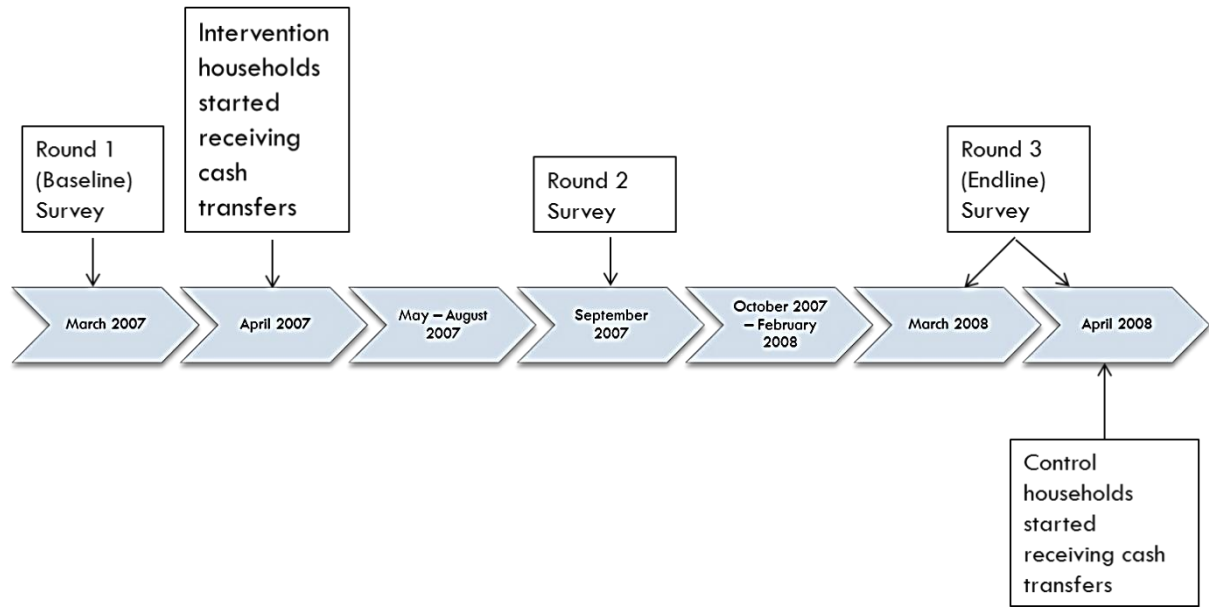 Intervention
households
started
receiving
cash
transfers
Round 1
(Baseline)
Survey
Round 2
Survey
Round 3
(Endline)
Survey
March 2007
April 2007
May – August
2007
September
2007
October 2007
– February
2008
March 2008
April 2008
Control
households
started
receiving cash
transfers